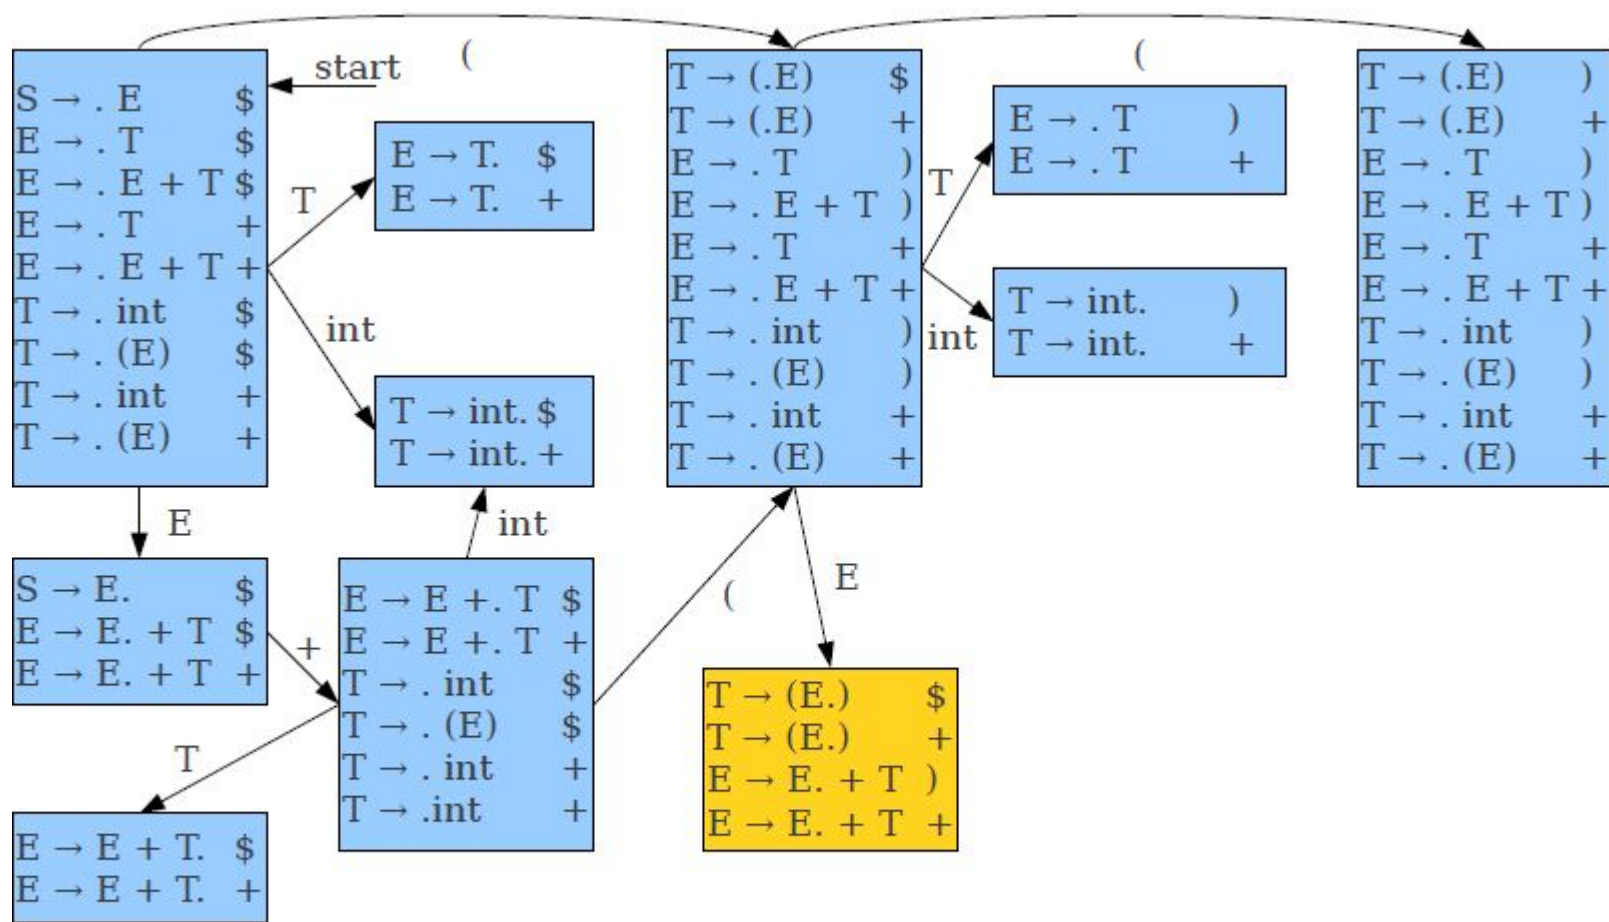 (
(
start
S → . E $
E → . T $
E → . E + T $
E → . T +
E → . E + T +
T → . int $
T → . (E) $
T → . int +
T → . (E) +
T
E → T. $
E → T. +
int
T → int. $
T → int. +
T → (.E) $
T → (.E) +
E → . T )
E → . E + T )
E → . T +
E → . E + T +
T → . int )
T → . (E) )
T → . int +
T → . (E) +
T
E → . T )
E → . T +
int
T → int. )
T → int. +
T → (.E) )
T → (.E) +
E → . T )
E → . E + T )
E → . T +
E → . E + T +
T → . int )
T → . (E) )
T → . int +
T → . (E) +
E
int
S → E. $
E → E. + T $
E → E. + T +
+
E → E +. T $
E → E +. T +
T → . int $
T → . (E) $
T → . int +
T → .int +
(
E
T → (E.) $
T → (E.) +
E → E. + T )
E → E. + T +
T
E → E + T. $
E → E + T. +